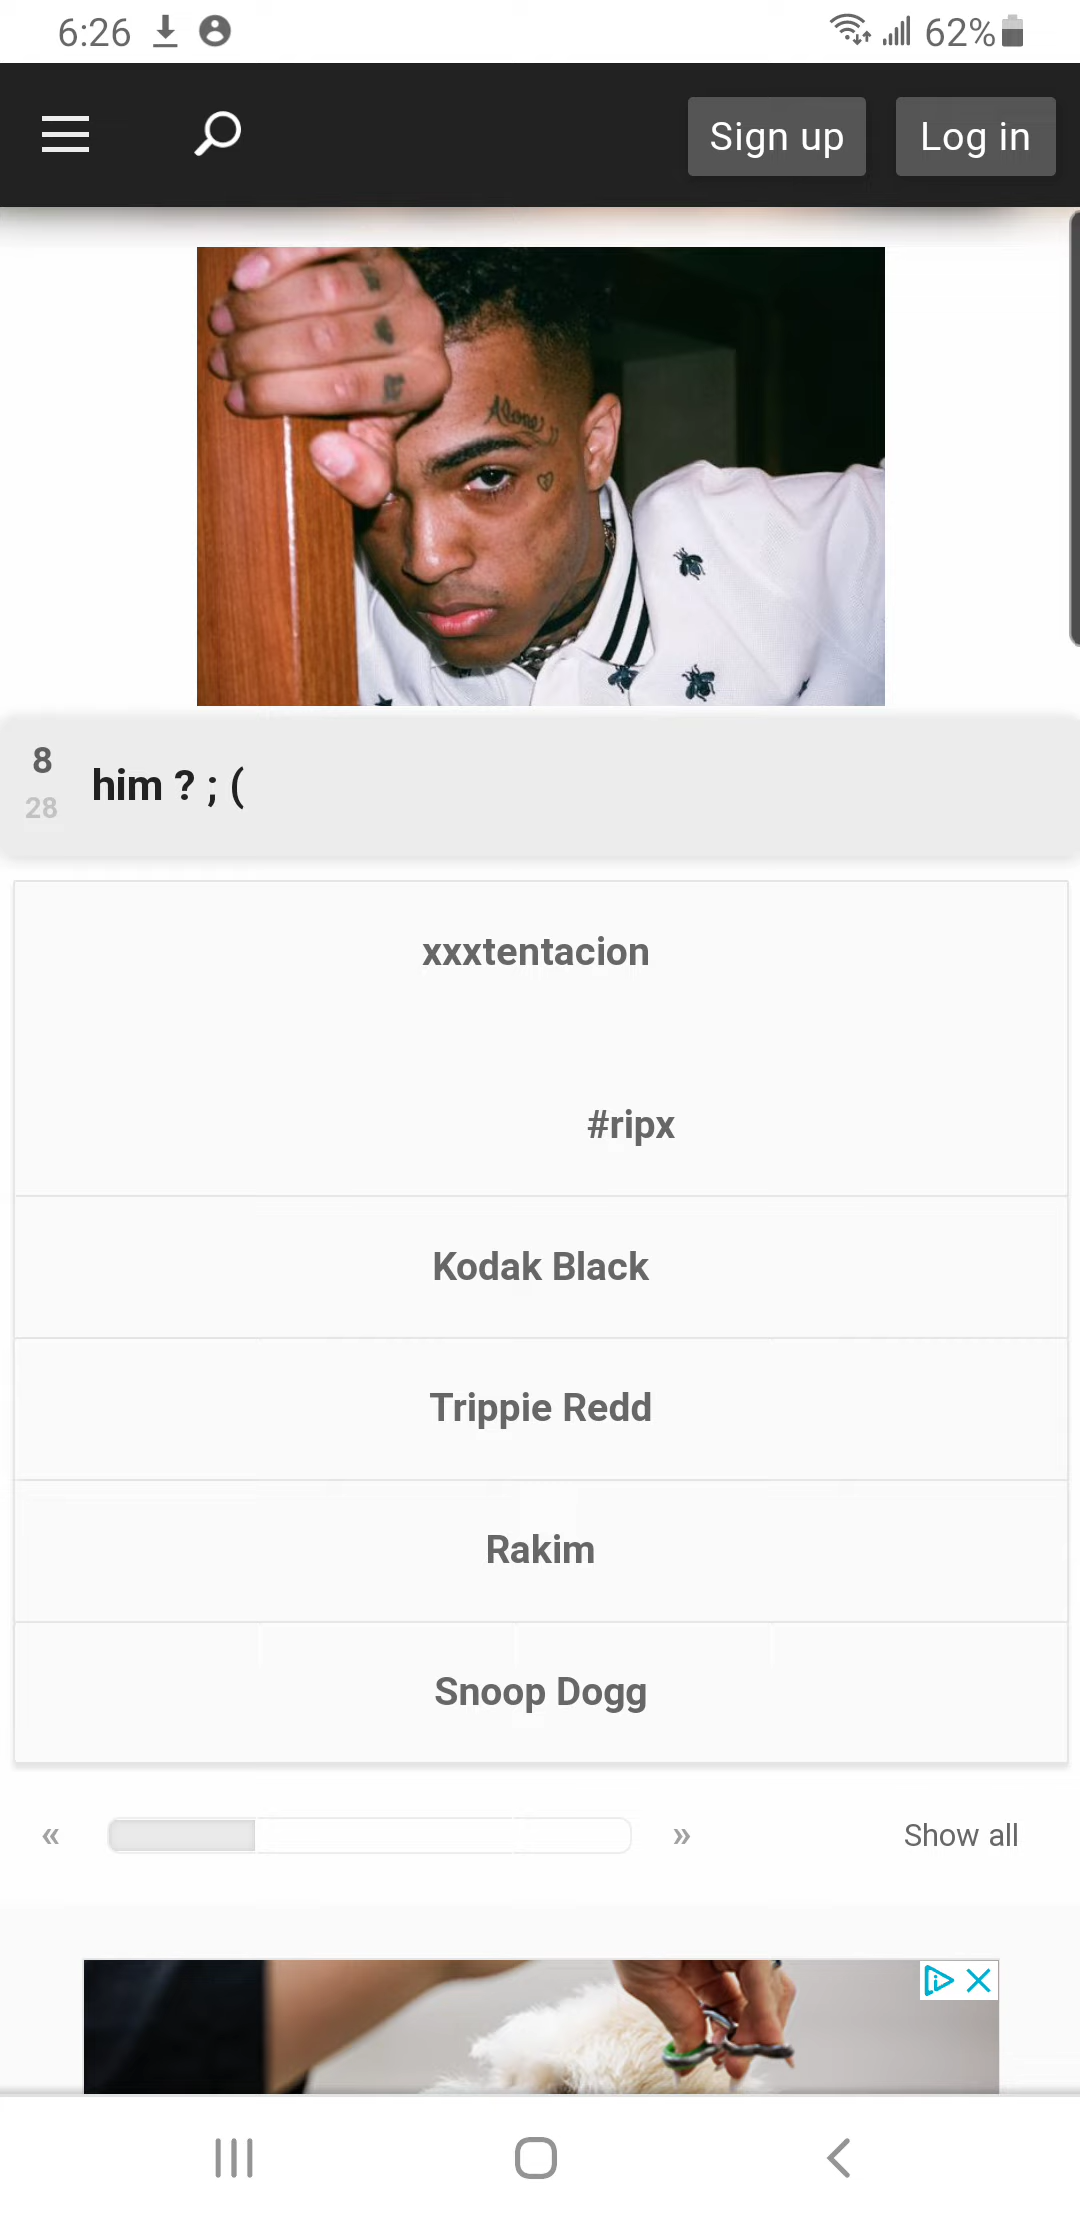 6:26 62%
Sign up Log in
Alone
8
28
him ? ; (
xxxtentacion
#ripx
Kodak Black
Trippie Redd
Rakim
Snoop Dogg
« » Show all